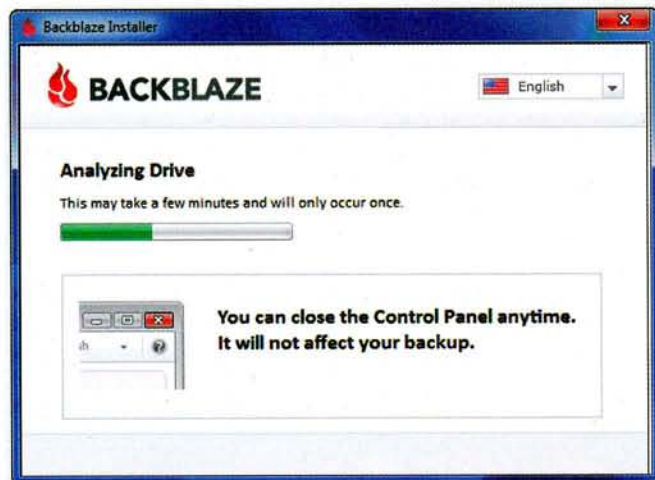 Backblaze Installer
BACKBLAZE
English
Analyzing Drive
This may take a few minutes and will only occur once.
You can close the Control Panel anytime.
It will not affect your backup.